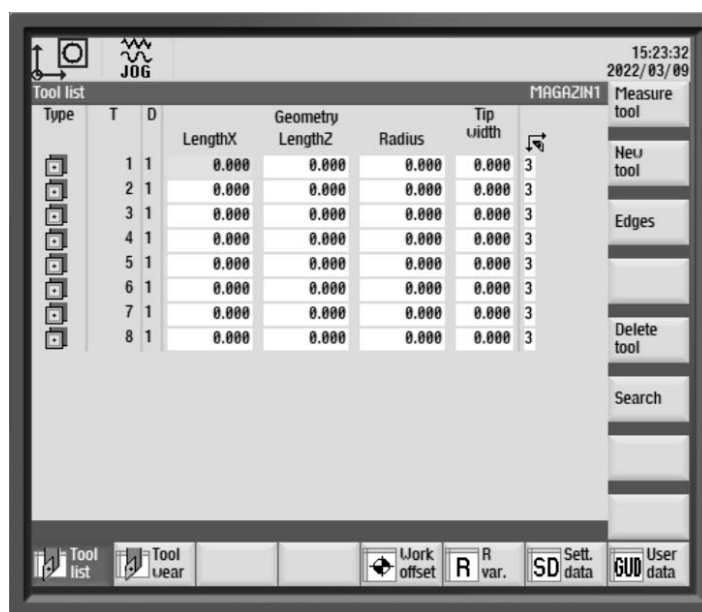 15:23:32
JOG
2022/03/09
Tool list MAGAZIN1
Measure
tool
Type T D Geometry Tip
width
LengthX LengthZ Radius
New
tool
1 1 0.000 0.000 0.000 0.000 3
2 1 0.000 0.000 0.000 0.000 3
3 1 0.000 0.000 0.000 0.000 3
Edges
4 1 0.000 0.000 0.000 0.000 3
5 1 0.000 0.000 0.000 0.000 3
6 1 0.000 0.000 0.000 0.000 3
7 1 0.000 0.000 0.000 0.000 3
8 1 0.000 0.000 0.000 0.000 3
Delete
tool
Search
Tool
list
Tool
wear
Work
offset
R R
var.
SD Sett.
data
GUD User
data